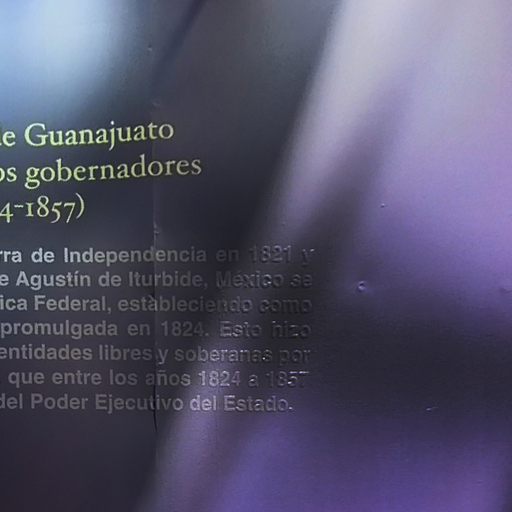 de Guanajuato
os gobernadores
4-1857)
rra de Independencia en 1821 y
e Agustín de Iturbide, México se
ica Federal, estableciendo como
promulgada en 1824. Esto hizo
entidades libres y soberanas por
que entre los años 1824 a 1857
del Poder Ejecutivo del Estado.